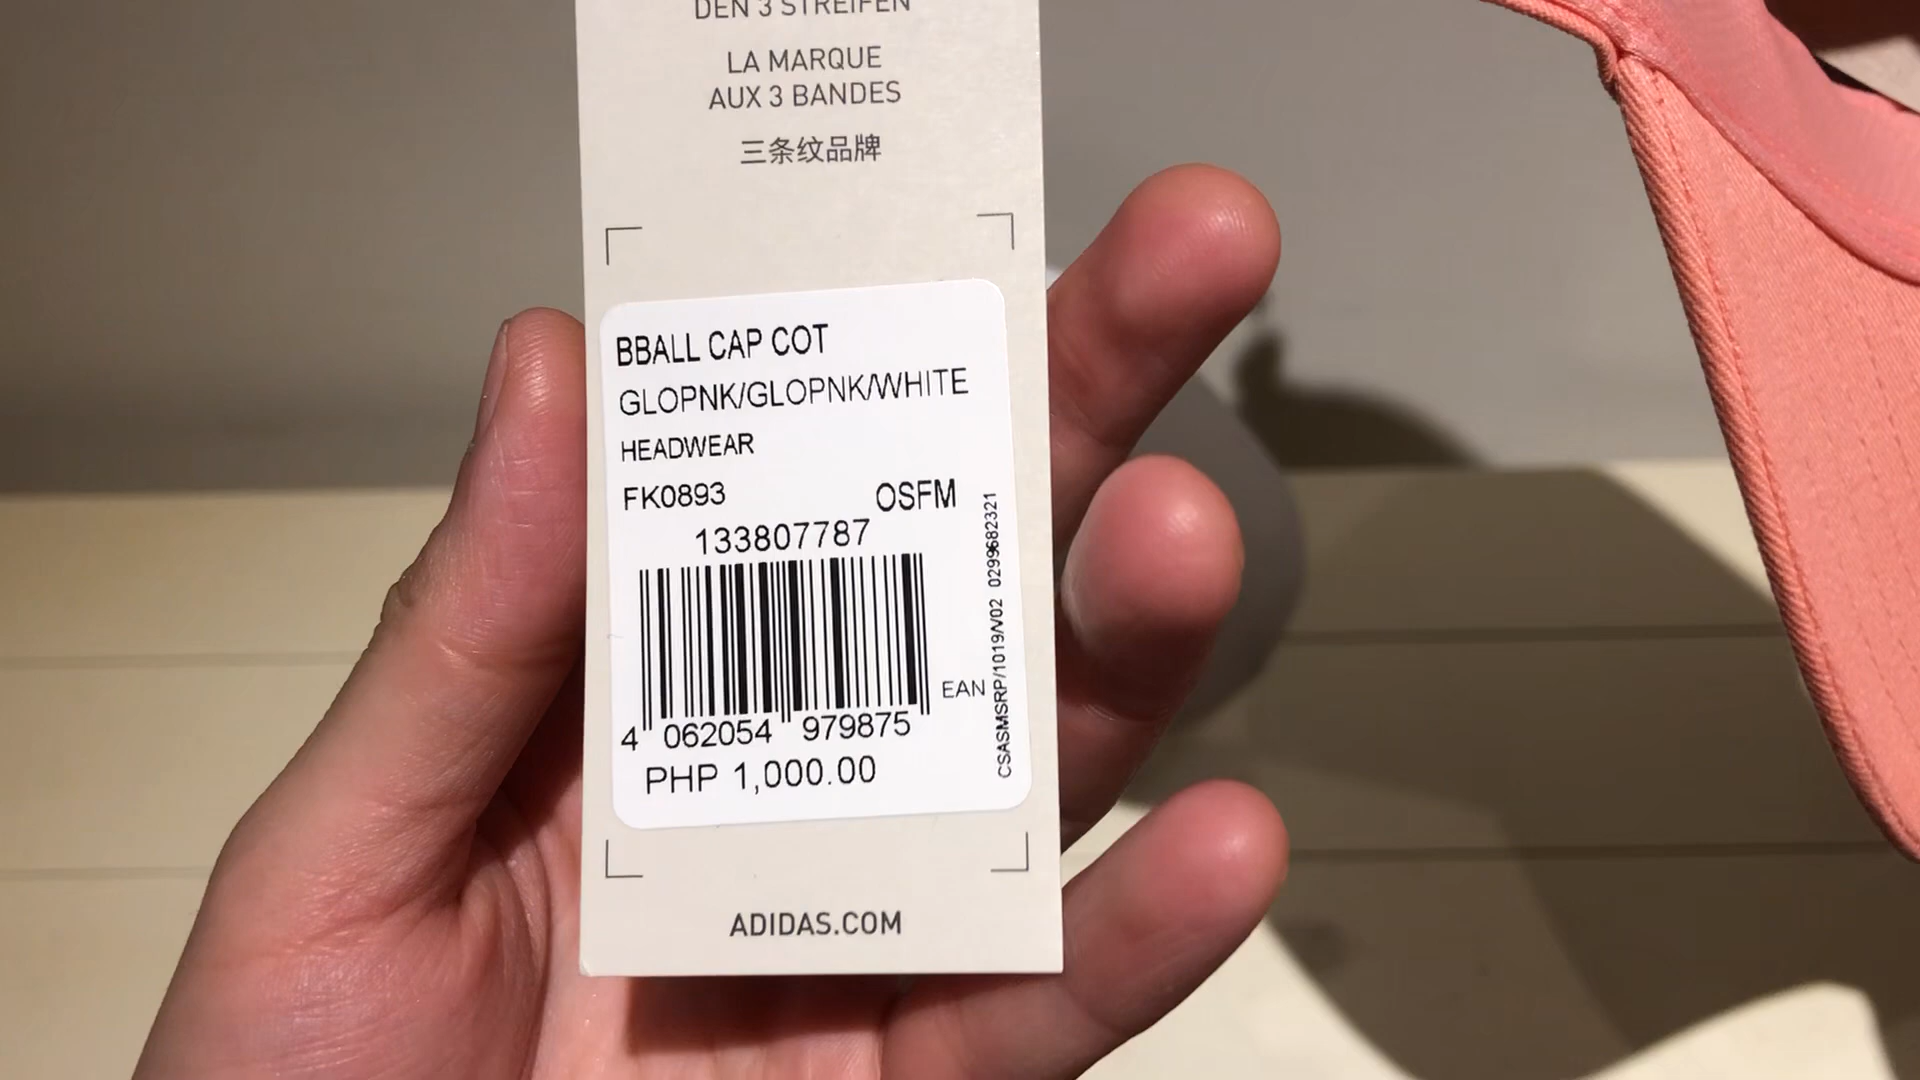 DEN 3 STREIFEN
LA MARQUE
AUX 3 BANDES
三条纹品牌
BBALL CAP COT
GLOPNK/GLOPNK/WHITE
HEADWEAR
FK0893 OSFM
133807787
4 062054 979875 EAN
PHP 1,000.00
CSASMSRP/1019/V02 0299682321
ADIDAS.COM